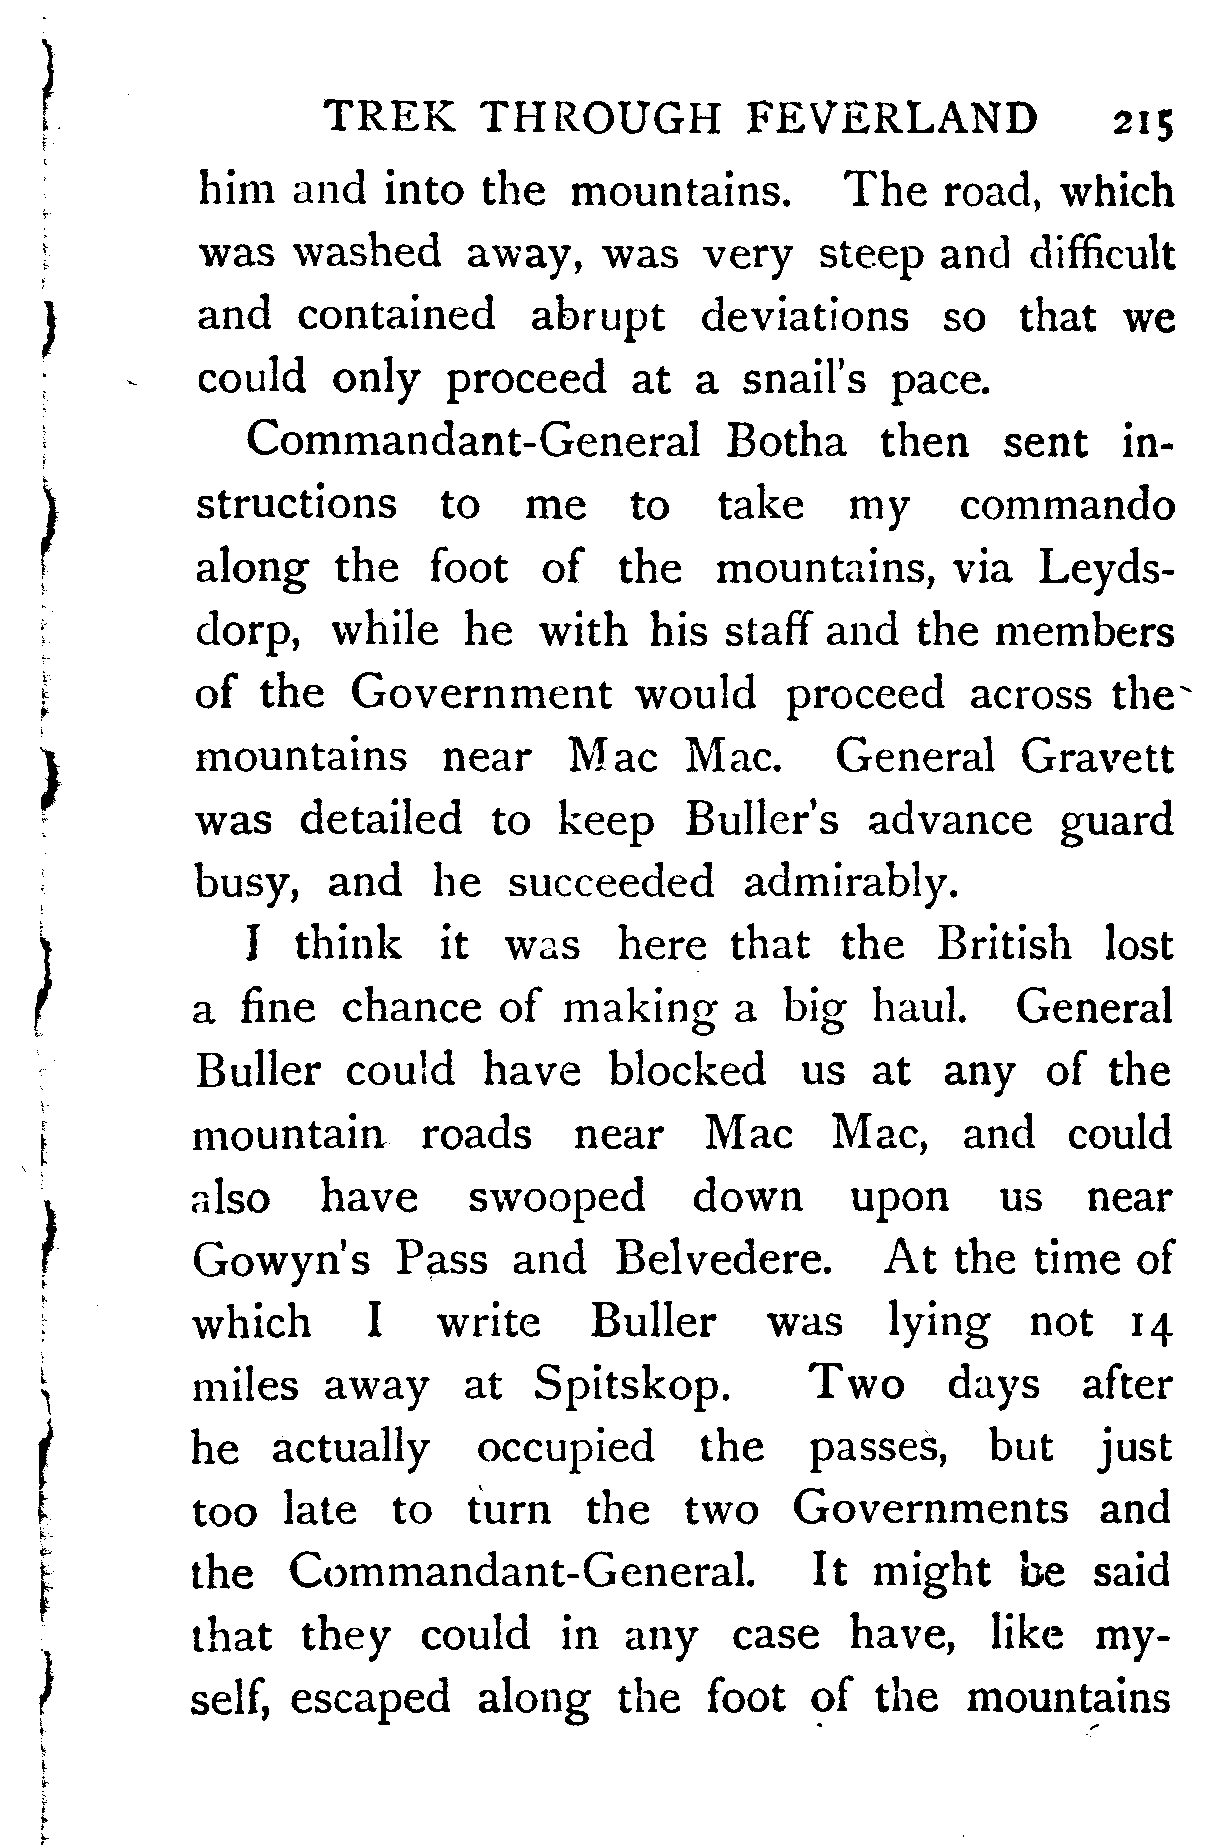 TREK THROUGH FEVERLAND 215
him and into the mountains. The road, which
was washed away, was very steep and difficult
and contained abrupt deviations so that we
could only proceed at a snail's pace.
Commandant-General Botha then sent in-
structions to me to take my commando
along the foot of the mountains, via Leyds-
dorp, while he with his staff and the members
of the Government would proceed across the
mountains near Mac Mac. General Gravett
was detailed to keep Buller's advance guard
busy, and he succeeded admirably.
I think it was here that the British lost
a fine chance of making a big haul. General
Buller could have blocked us at any of the
mountain roads near Mac Mac, and could
also have swooped down upon us near
Gowyn's Pass and Belvedere. At the time of
which I write Buller was lying not 14
miles away at Spitskop. Two days after
he actually occupied the passes, but just
too late to turn the two Governments and
the Commandant-General. It might be said
that they could in any case have, like my-
self, escaped along the foot of the mountains